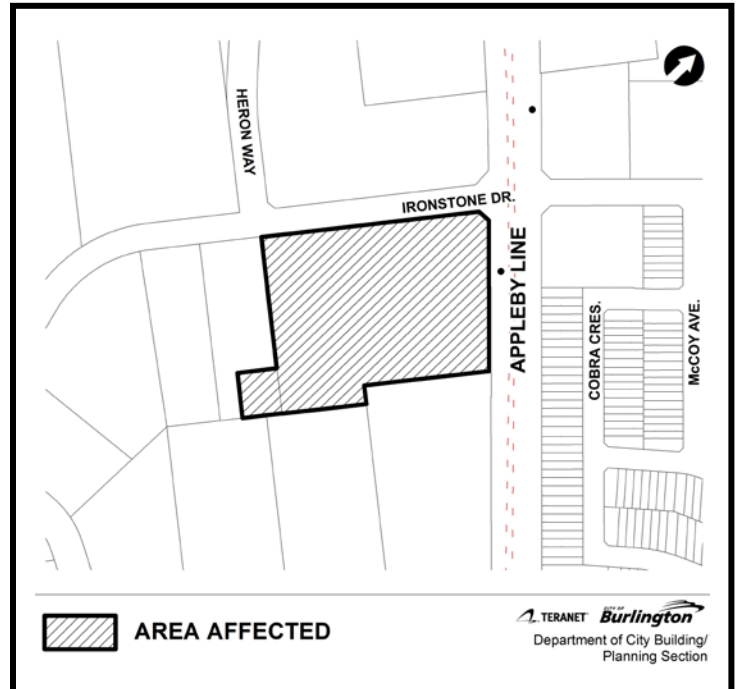 HERON WAY
IRONSTONE DR.
APPLEBY LINE
COBRA CRES.
McCOY AVE.
AREA AFFECTED
TERANET
CITY OF
Burlington
Department of City Building/
Planning Section